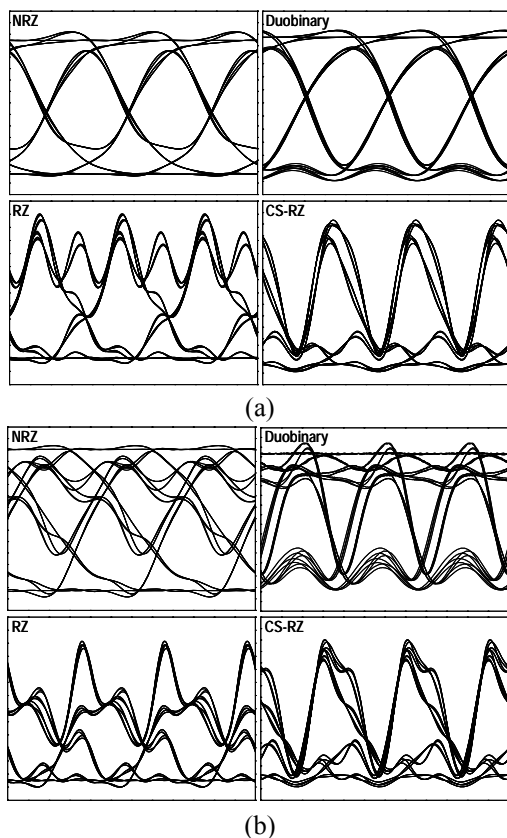 NRZ
Duobinary
RZ
CS-RZ
(a)
NRZ
Duobinary
RZ
CS-RZ
(b)